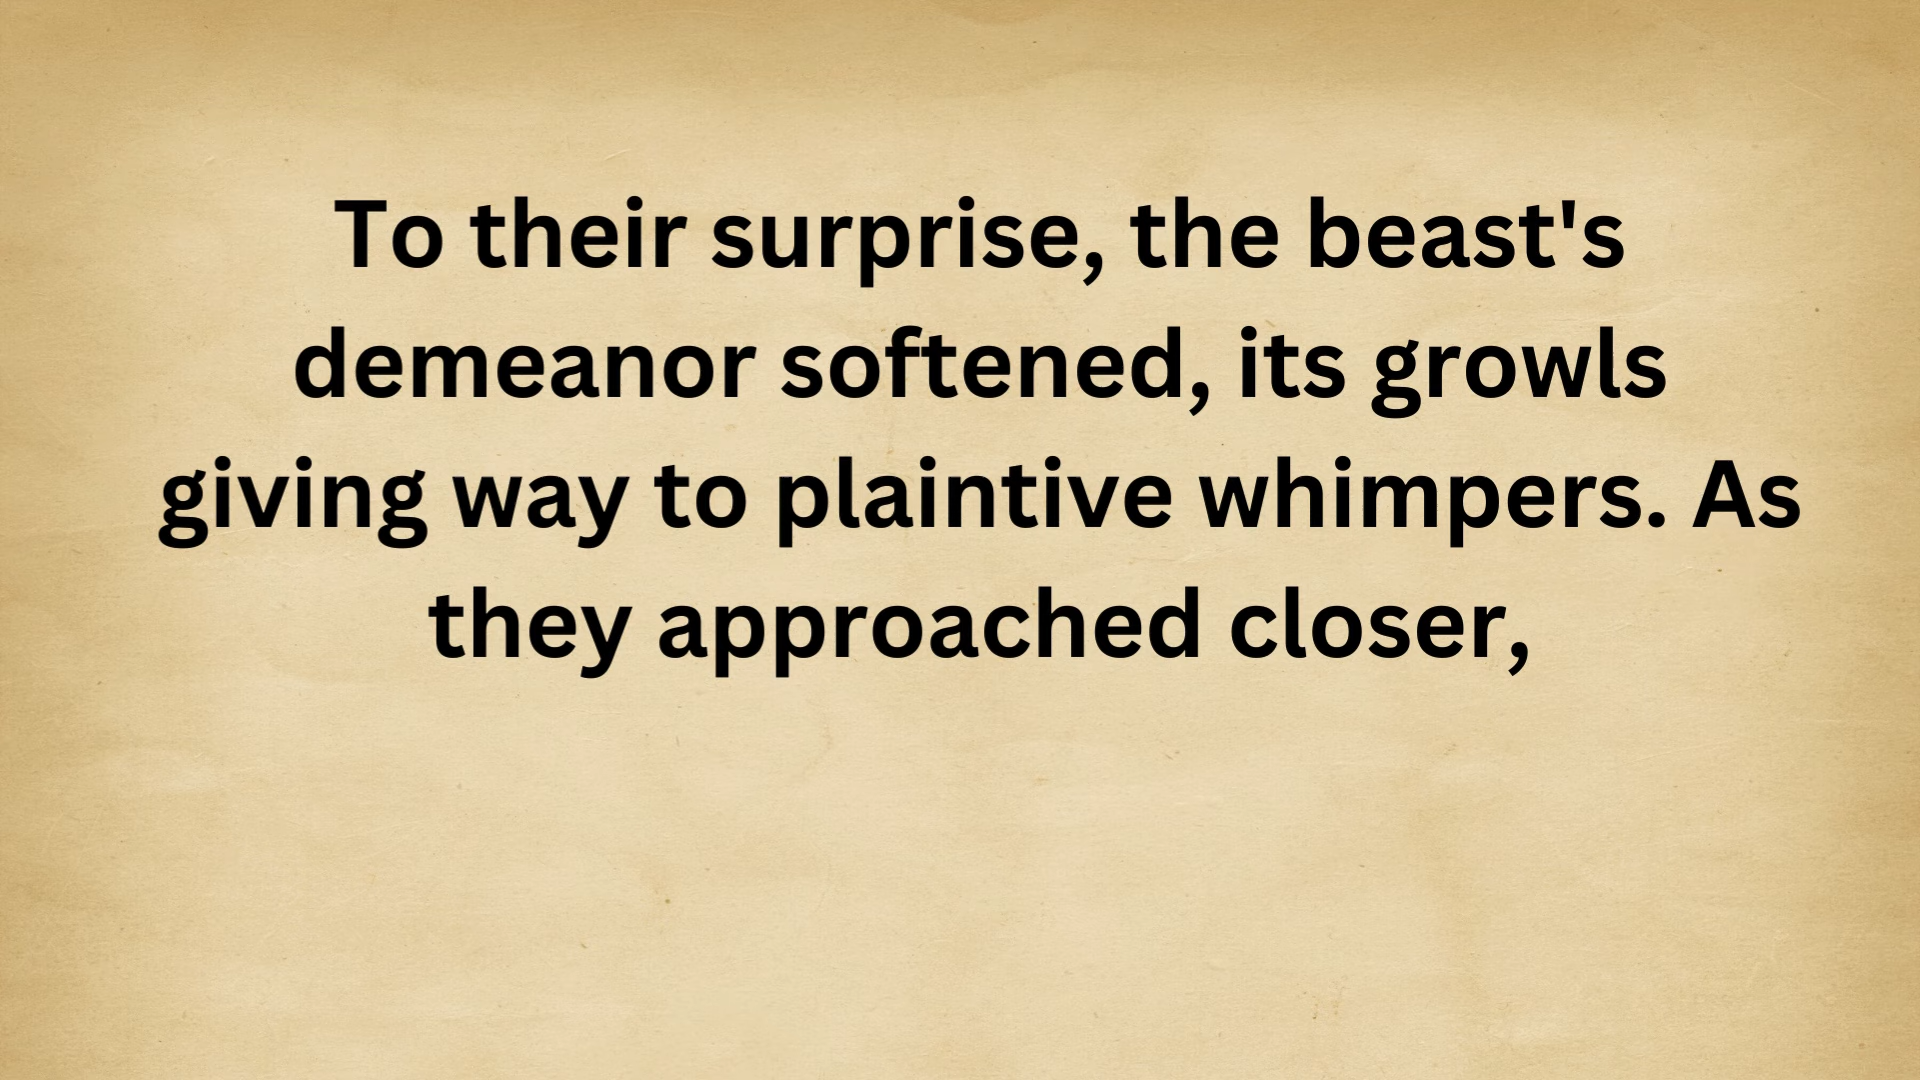 To their surprise, the beast's
demeanor softened, its growls
giving way to plaintive whimpers. As
they approached closer,